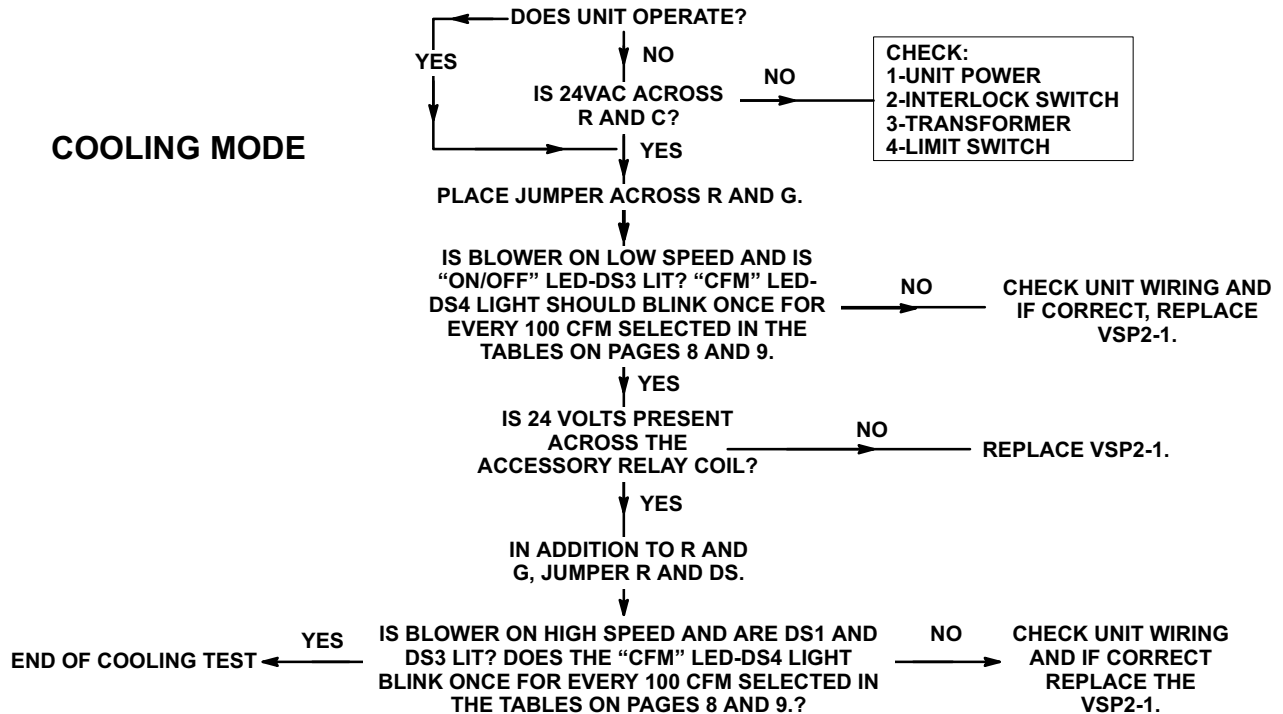 DOES UNIT OPERATE?
YES
NO
IS 24VAC ACROSS
R AND C?
NO
CHECK:
1-UNIT POWER
2-INTERLOCK SWITCH
3-TRANSFORMER
4-LIMIT SWITCH
COOLING MODE
YES
PLACE JUMPER ACROSS R AND G.
IS BLOWER ON LOW SPEED AND IS
“ON/OFF” LED-DS3 LIT? “CFM” LED-
DS4 LIGHT SHOULD BLINK ONCE FOR
EVERY 100 CFM SELECTED IN THE
TABLES ON PAGES 8 AND 9.
NO
CHECK UNIT WIRING AND
IF CORRECT, REPLACE
VSP2-1.
YES
IS 24 VOLTS PRESENT
ACROSS THE
ACCESSORY RELAY COIL?
NO
REPLACE VSP2-1.
YES
IN ADDITION TO R AND
G, JUMPER R AND DS.
IS BLOWER ON HIGH SPEED AND ARE DS1 AND
DS3 LIT? DOES THE “CFM” LED-DS4 LIGHT
BLINK ONCE FOR EVERY 100 CFM SELECTED IN
THE TABLES ON PAGES 8 AND 9.?
YES
END OF COOLING TEST
NO
CHECK UNIT WIRING
AND IF CORRECT
REPLACE THE
VSP2-1.